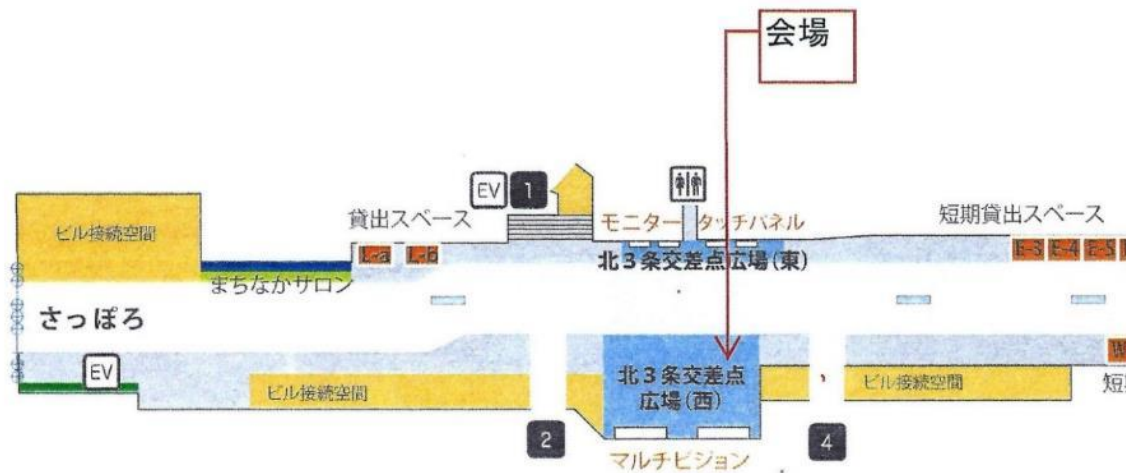 会場
EV 1
貸出スペース
モニター タッチパネル
短期貸出スペース
ビル接続空間
L-a L-b
E-3 E-4 E-5
北3条交差点広場(東)
まちなかサロン
さっぽろ
EV
ビル接続空間
北3条交差点
広場(西)
ビル接続空間
W
短
2
4
マルチビジョン